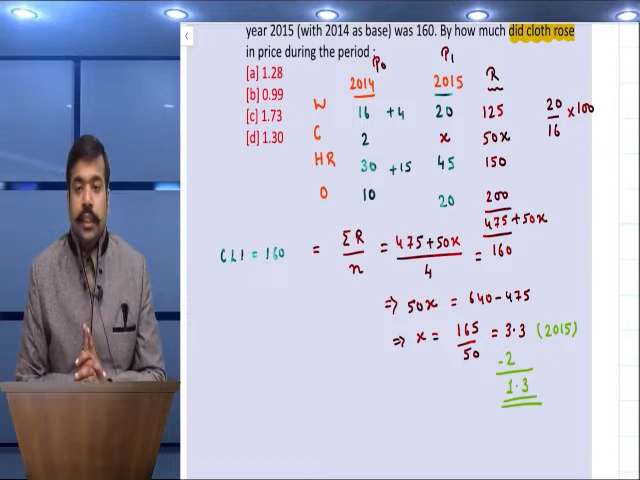 year 2015 (with 2014 as base) was 160. By how much did cloth rose
in price during the period :
[a] 1.28
[b] 0.99
[c] 1.73
[d] 1.30
P0 P1
2014 2015 R
W 16 +4 20 125 20/16 × 100
C 2 x 50x
HR 30 +15 45 150
O 10 20 200
475 + 50x
CLI = 160 = ΣR/n = 475 + 50x / 4 = 160
⇒ 50x = 640 - 475
⇒ x = 165/50 = 3.3 (2015)
-2
1.3